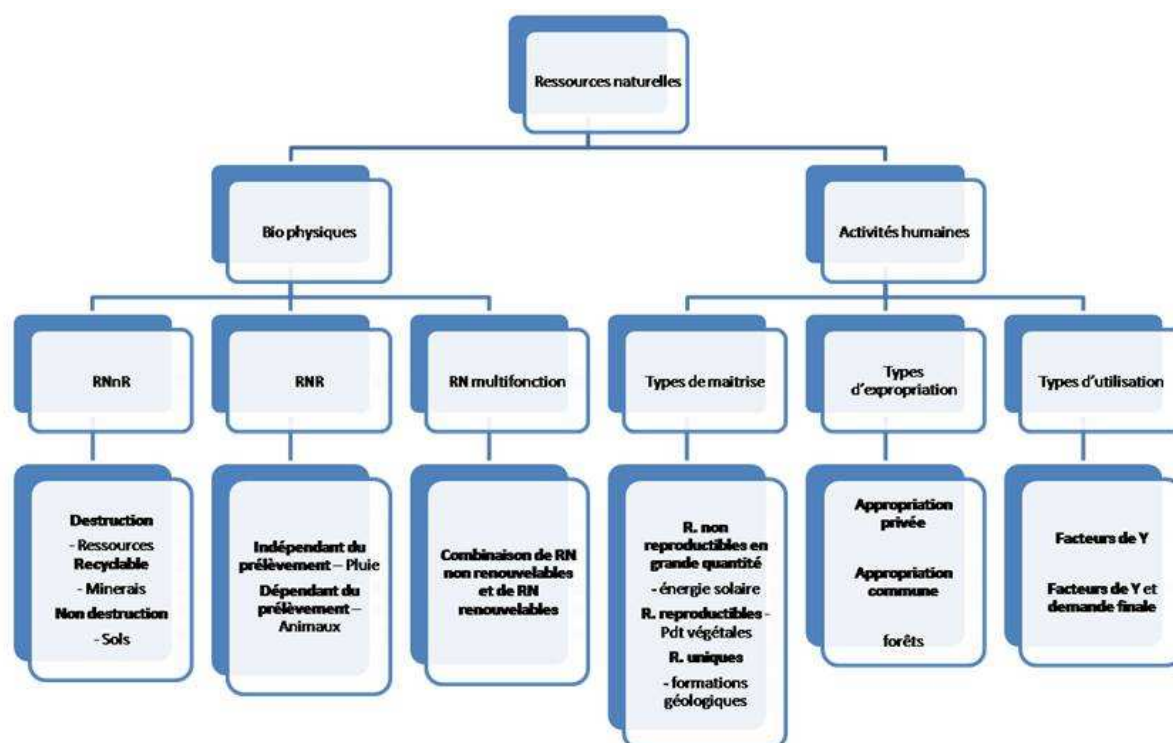 Ressources naturelles
Bio physiques
Activités humaines
RNnR
RNR
RN multifonction
Types de maitrise
Types
d'expropriation
Types d'utilisation
Destruction
- Ressources
Recyclable
- Minerais
Non destruction
- Sols
Indépendant du
prélèvement – Pluie
Dépendant du
prélèvement –
Animaux
Combinaison de RN
non renouvelables
et de RN
renouvelables
R. non
reproductibles en
grande quantité
- énergie solaire
R. reproductibles -
Pdt végétales
R. uniques
- formations
géologiques
Appropriation
privée
Appropriation
commune
forêts
Facteurs de Y
Facteurs de Y et
demande finale